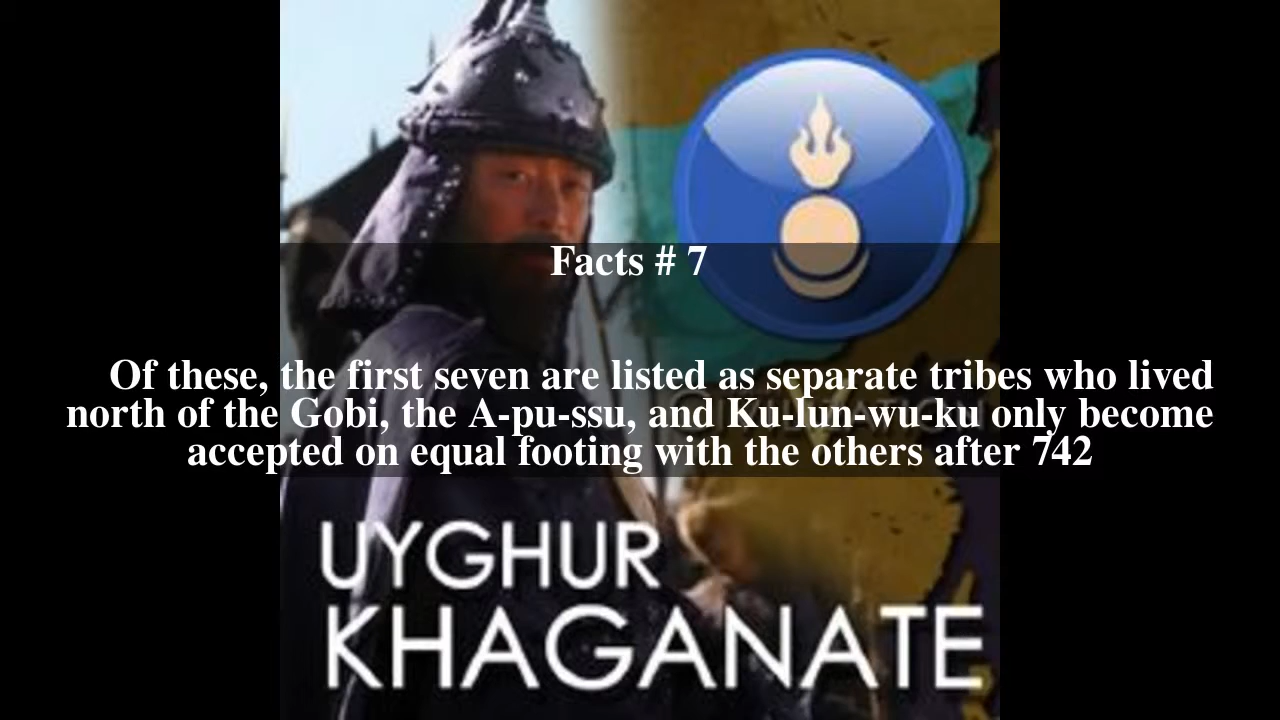 Facts # 7
Of these, the first seven are listed as separate tribes who lived
north of the Gobi, the A-pu-ssu, and Ku-lun-wu-ku only become
accepted on equal footing with the others after 742
UYGHUR
KHAGANATE